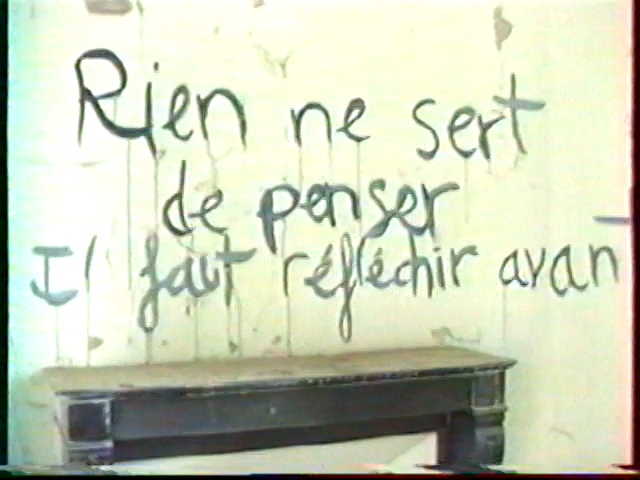 Rien ne sert
de penser
Il faut réfléchir avan